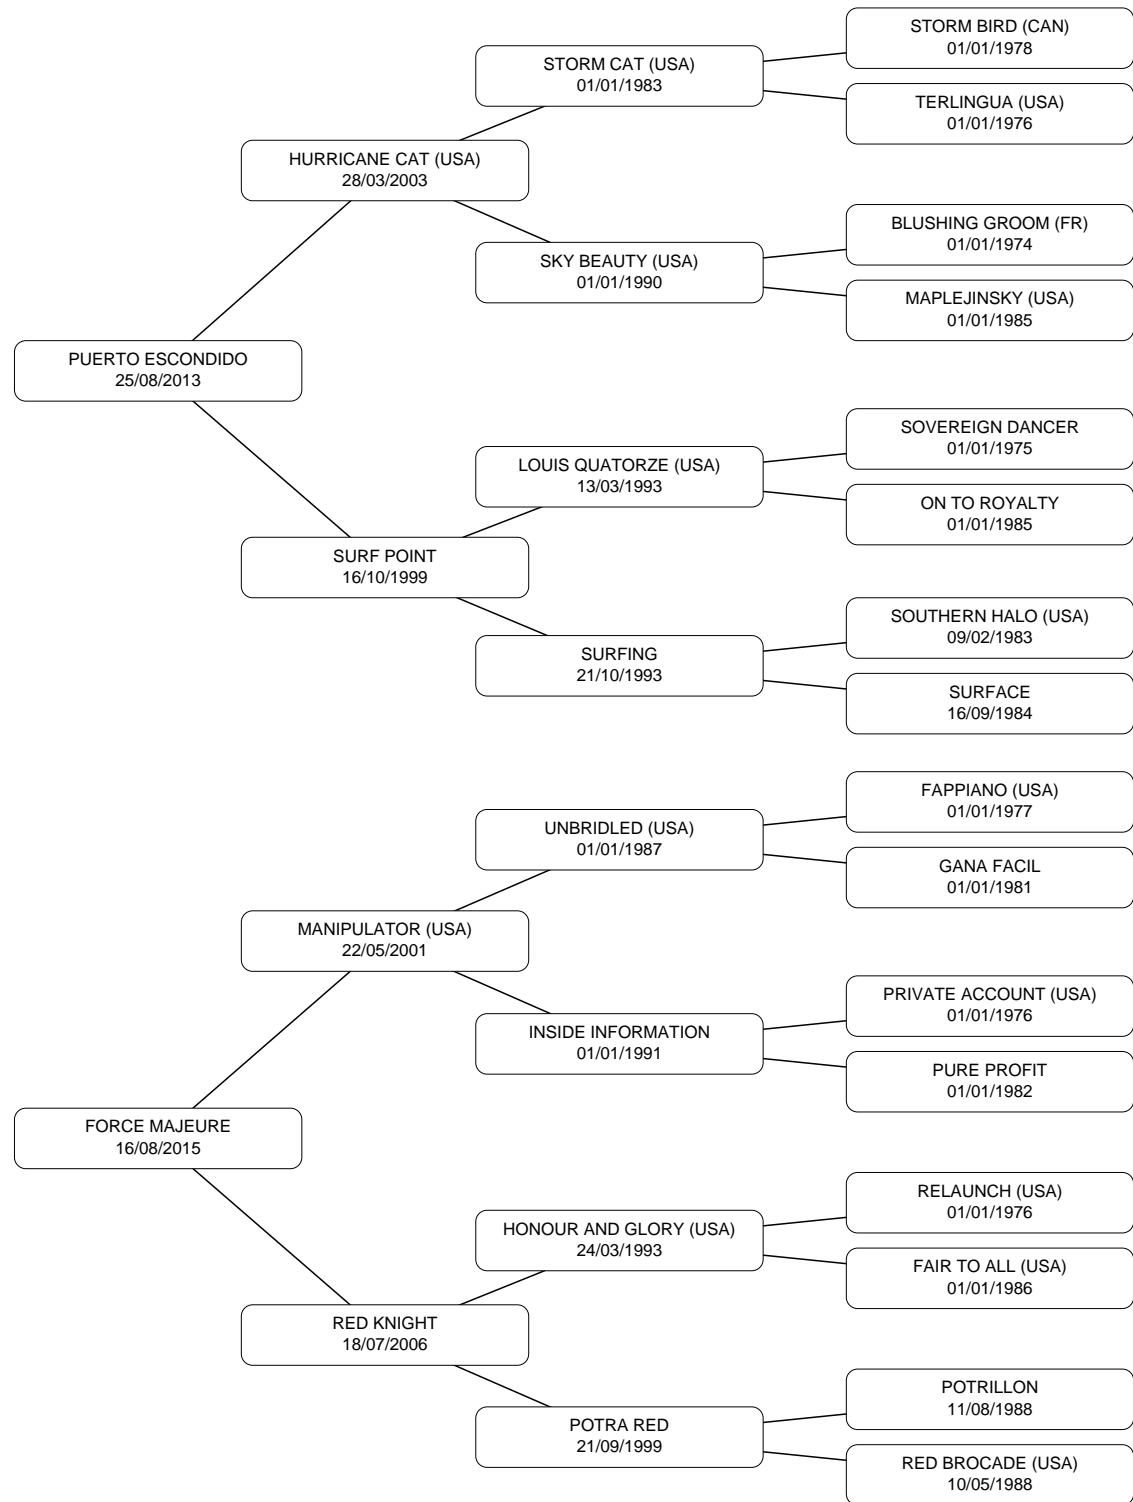 STORM BIRD (CAN)
01/01/1978
STORM CAT (USA)
01/01/1983
TERLINGUA (USA)
01/01/1976
HURRICANE CAT (USA)
28/03/2003
BLUSHING GROOM (FR)
01/01/1974
SKY BEAUTY (USA)
01/01/1990
MAPLEJINSKY (USA)
01/01/1985
PUERTO ESCONDIDO
25/08/2013
SOVEREIGN DANCER
01/01/1975
LOUIS QUATORZE (USA)
13/03/1993
ON TO ROYALTY
01/01/1985
SURF POINT
16/10/1999
SOUTHERN HALO (USA)
09/02/1983
SURFING
21/10/1993
SURFACE
16/09/1984
FAPPIANO (USA)
01/01/1977
UNBRIDLED (USA)
01/01/1987
GANA FACIL
01/01/1981
MANIPULATOR (USA)
22/05/2001
PRIVATE ACCOUNT (USA)
01/01/1976
INSIDE INFORMATION
01/01/1991
PURE PROFIT
01/01/1982
FORCE MAJEURE
16/08/2015
RELAUNCH (USA)
01/01/1976
HONOUR AND GLORY (USA)
24/03/1993
FAIR TO ALL (USA)
01/01/1986
RED KNIGHT
18/07/2006
POTRILLON
11/08/1988
POTRA RED
21/09/1999
RED BROCADE (USA)
10/05/1988